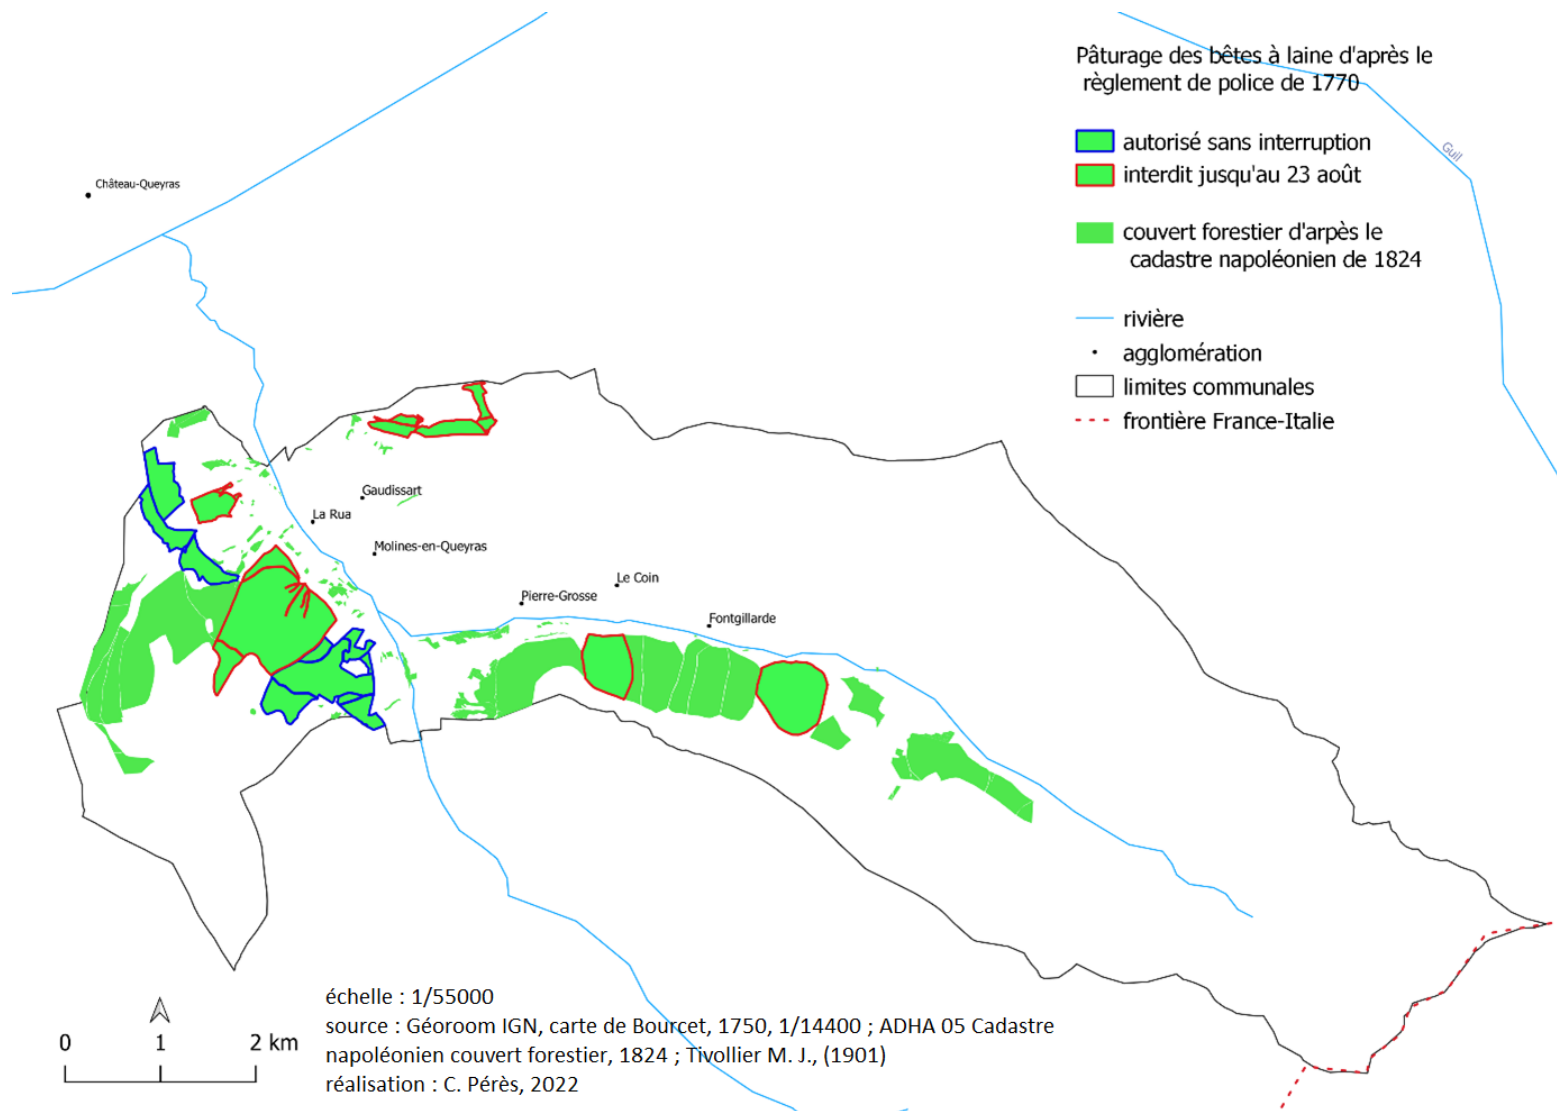 Pâturage des bêtes à laine d'après le
règlement de police de 1770
autorisé sans interruption
interdit jusqu'au 23 août
couvert forestier d'arpès le
cadastre napoléonien de 1824
rivière
agglomération
limites communales
frontière France-Italie
Guil
Château-Queyras
Gaudissart
La Rua
Molines-en-Queyras
Le Coin
Pierre-Grosse
Fontgillarde
échelle : 1/55000
source : Géoroom IGN, carte de Bourcet, 1750, 1/14400 ; ADHA 05 Cadastre
napoléonien couvert forestier, 1824 ; Tivollier M. J., (1901)
réalisation : C. Pérès, 2022
0 1 2 km